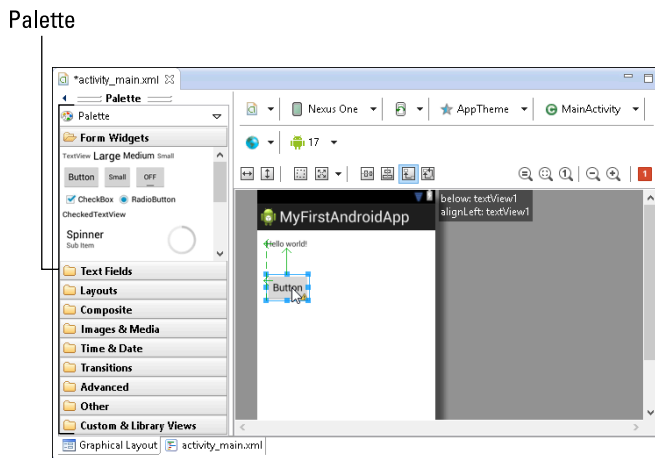 Palette
*activity_main.xml
Palette
Palette
Nexus One
AppTheme
MainActivity
17
Form Widgets
TextView Large Medium Small
Button Small OFF
CheckBox RadioButton
CheckedTextView
Spinner
Sub Item
Text Fields
Layouts
Composite
Images & Media
Time & Date
Transitions
Advanced
Other
Custom & Library Views
1
below: textView1
alignLeft: textView1
MyFirstAndroidApp
Hello world!
Button
Graphical Layout
activity_main.xml